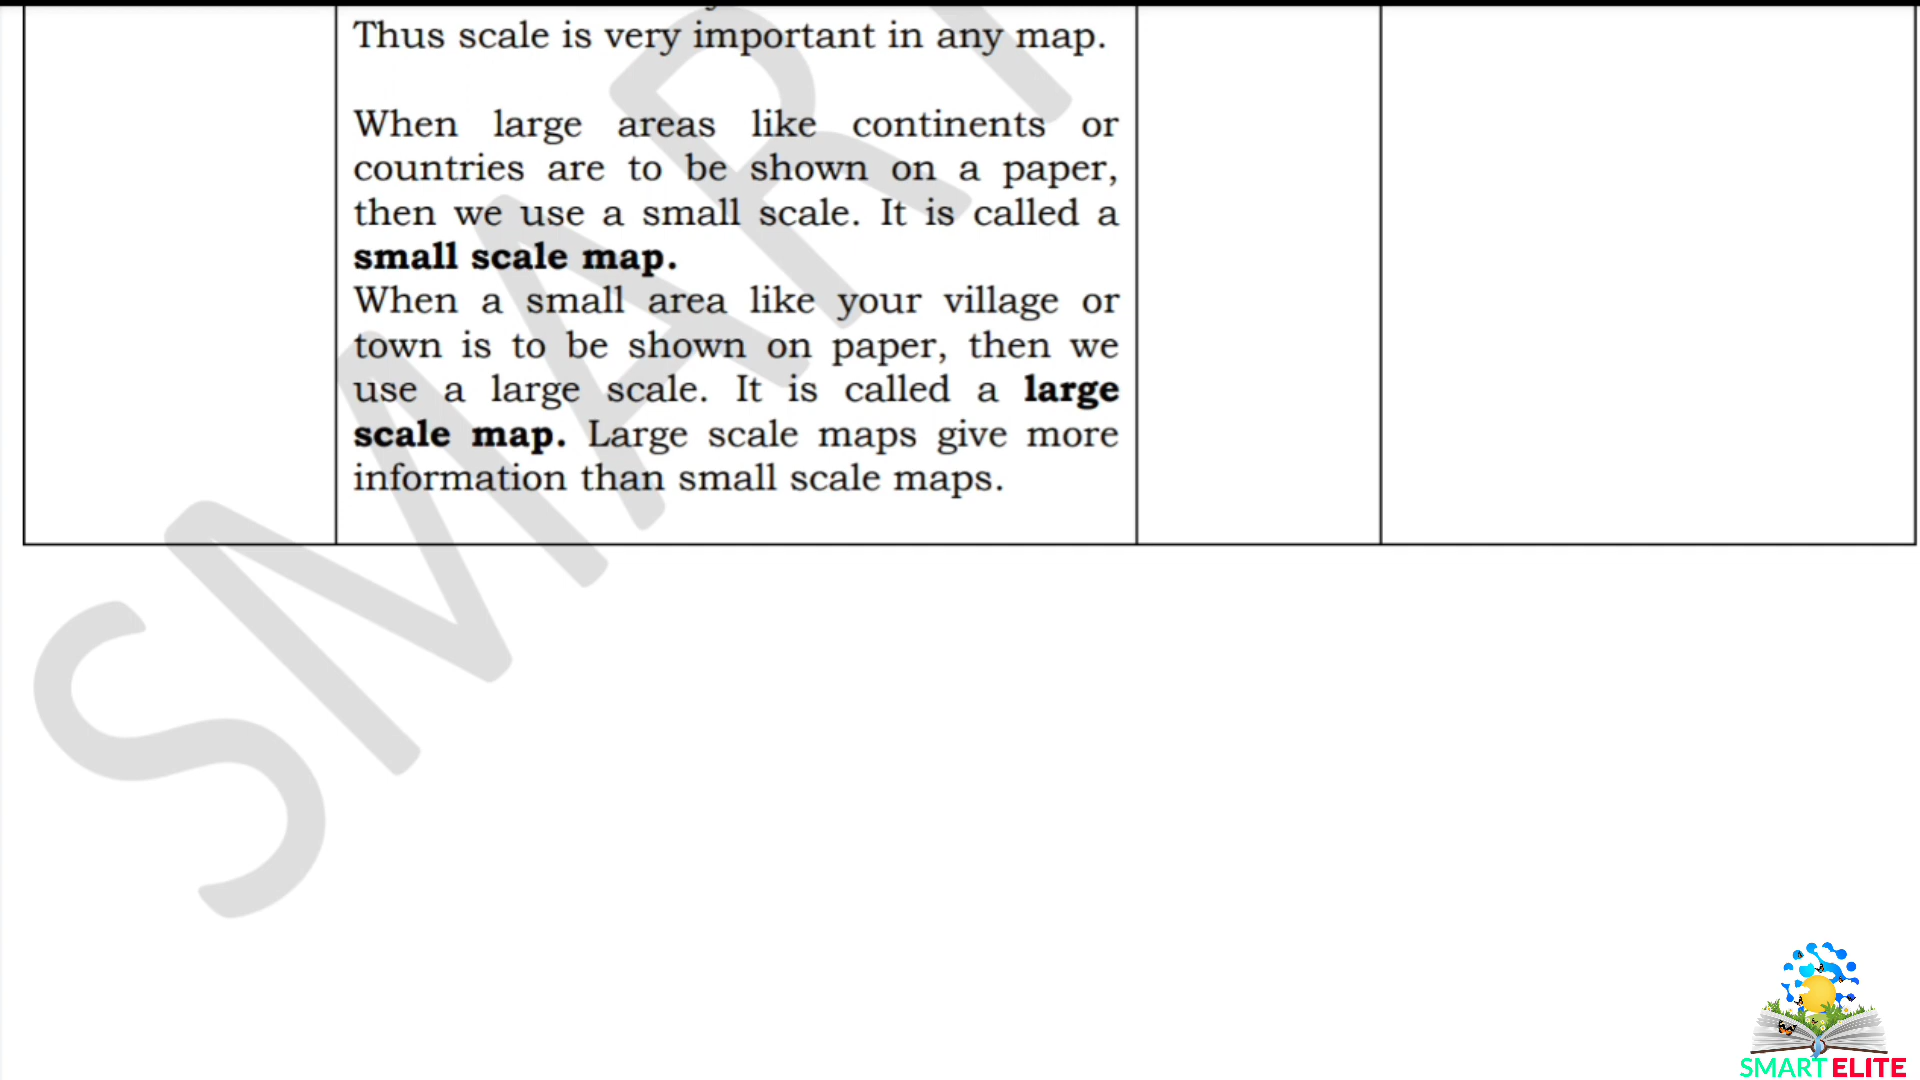 Thus scale is very important in any map.
When large areas like continents or
countries are to be shown on a paper,
then we use a small scale. It is called a
small scale map.
When a small area like your village or
town is to be shown on paper, then we
use a large scale. It is called a large
scale map. Large scale maps give more
information than small scale maps.
SMART
SMART ELITE